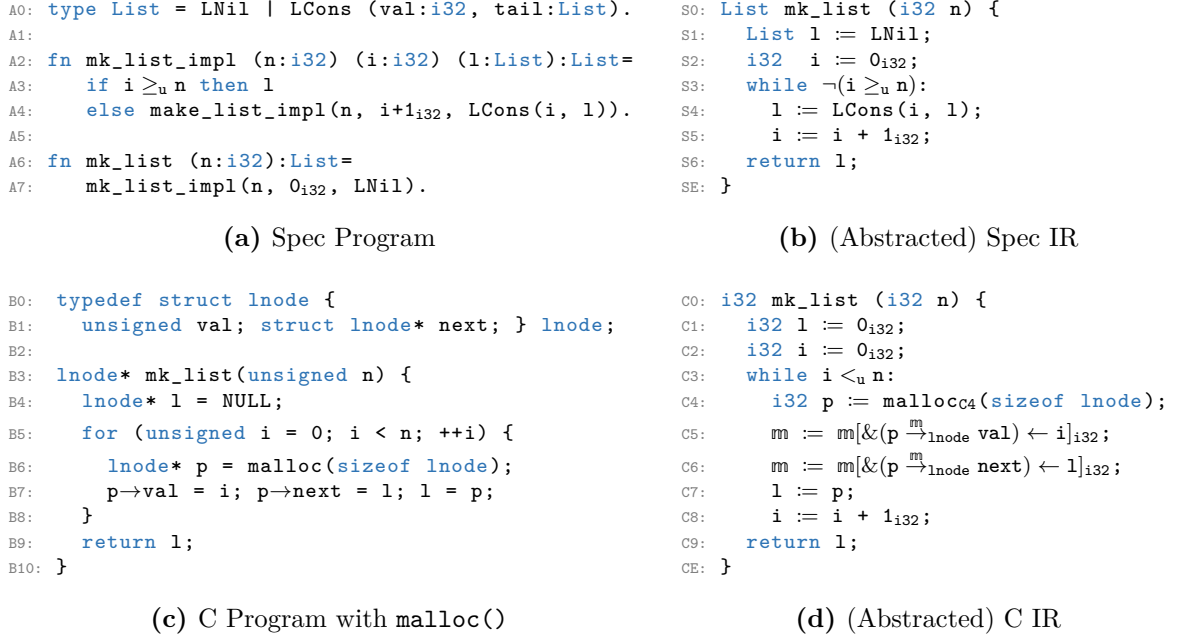 A0: type List = LNil | LCons (val:i32, tail:List).
A1:
A2: fn mk_list_impl (n:i32) (i:i32) (l:List):List=
A3: if i ≥u n then l
A4: else make_list_impl(n, i+1i32, LCons(i, l)).
A5:
A6: fn mk_list (n:i32):List=
A7: mk_list_impl(n, 0i32, LNil).
(a) Spec Program
S0: List mk_list (i32 n) {
S1: List l := LNil;
S2: i32 i := 0i32;
S3: while ¬(i ≥u n):
S4: l := LCons(i, l);
S5: i := i + 1i32;
S6: return l;
SE: }
(b) (Abstracted) Spec IR
B0: typedef struct lnode {
B1: unsigned val; struct lnode* next; } lnode;
B2:
B3: lnode* mk_list(unsigned n) {
B4: lnode* l = NULL;
B5: for (unsigned i = 0; i < n; ++i) {
B6: lnode* p = malloc(sizeof lnode);
B7: p→val = i; p→next = l; l = p;
B8: }
B9: return l;
B10: }
(c) C Program with malloc()
C0: i32 mk_list (i32 n) {
C1: i32 l := 0i32;
C2: i32 i := 0i32;
C3: while i <u n:
C4: i32 p := mallocC4(sizeof lnode);
C5: 𝕞 := 𝕞[&(p 𝕞→lnode val) ← i]i32;
C6: 𝕞 := 𝕞[&(p 𝕞→lnode next) ← l]i32;
C7: l := p;
C8: i := i + 1i32;
C9: return l;
CE: }
(d) (Abstracted) C IR